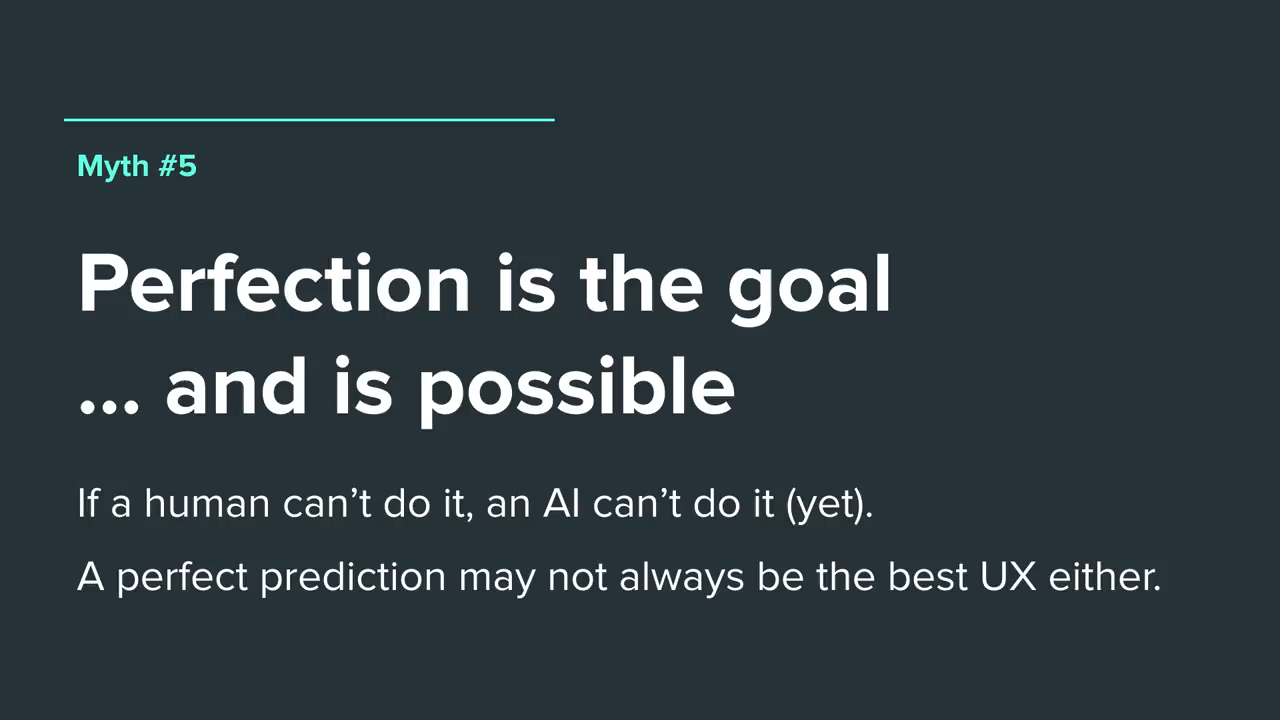 Myth #5
Perfection is the goal
... and is possible
If a human can’t do it, an AI can’t do it (yet).
A perfect prediction may not always be the best UX either.